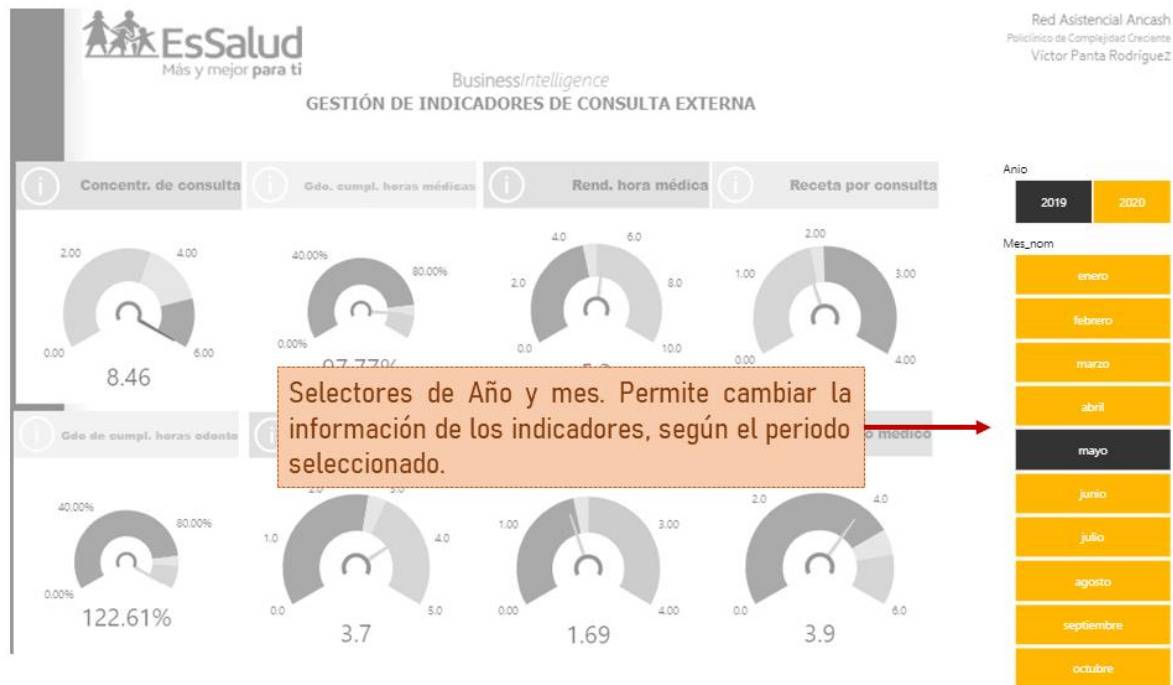 EsSalud
Más y mejor para ti
Red Asistencial Ancash
Policlínico de Complejidad Creciente
Víctor Panta Rodríguez
BusinessIntelligence
GESTIÓN DE INDICADORES DE CONSULTA EXTERNA
Concentr. de consulta
Gdo. cumpl. horas médicas
Rend. hora médica
Receta por consulta
2.00
4.00
0.00
6.00
8.46
40.00%
80.00%
0.00%
97.77%
4.0
6.0
2.0
8.0
0.0
10.0
2.00
1.00
3.00
0.00
4.00
Selectores de Año y mes. Permite cambiar la
información de los indicadores, según el periodo
seleccionado.
Gdo de cumpl. horas odonto
médico
40.00%
80.00%
0.00%
122.61%
2.0
3.0
1.0
4.0
0.0
5.0
3.7
1.00
3.00
0.00
4.00
1.69
2.0
4.0
0.0
6.0
3.9
Anio
2019
2020
Mes_nom
enero
febrero
marzo
abril
mayo
junio
julio
agosto
septiembre
octubre